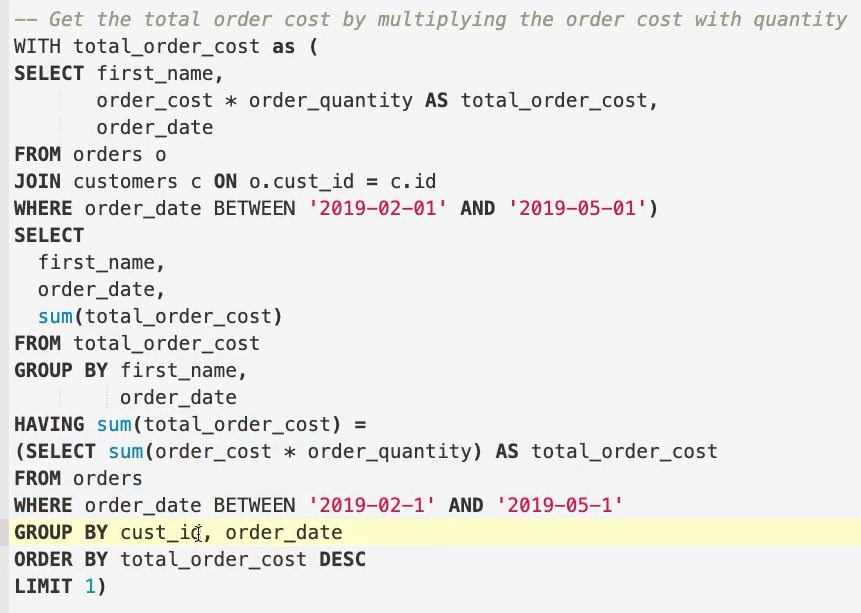 -- Get the total order cost by multiplying the order cost with quantity
WITH total_order_cost as (
SELECT first_name,
       order_cost * order_quantity AS total_order_cost,
       order_date
FROM orders o
JOIN customers c ON o.cust_id = c.id
WHERE order_date BETWEEN '2019-02-01' AND '2019-05-01')
SELECT
  first_name,
  order_date,
  sum(total_order_cost)
FROM total_order_cost
GROUP BY first_name,
         order_date
HAVING sum(total_order_cost) =
(SELECT sum(order_cost * order_quantity) AS total_order_cost
FROM orders
WHERE order_date BETWEEN '2019-02-1' AND '2019-05-1'
GROUP BY cust_id, order_date
ORDER BY total_order_cost DESC
LIMIT 1)